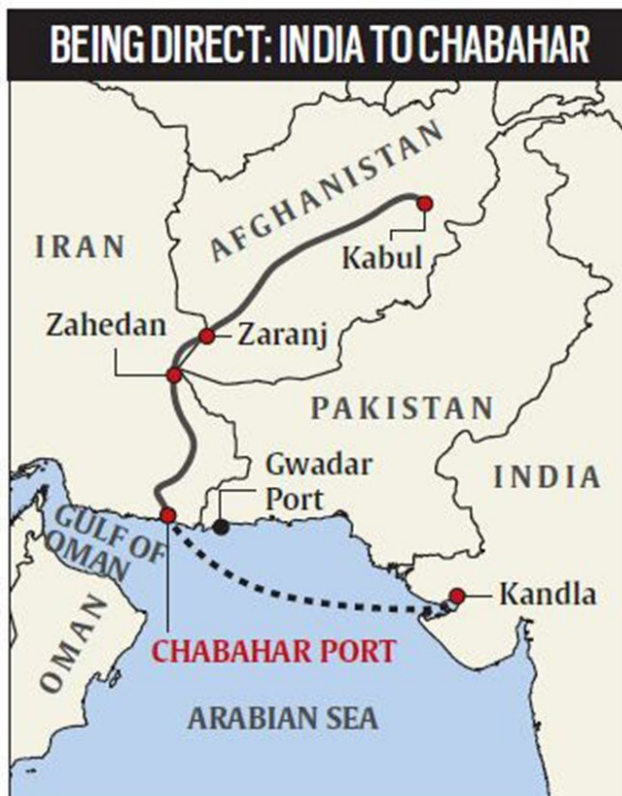 BEING DIRECT: INDIA TO CHABAHAR
AFGHANISTAN
IRAN
Kabul
Zahedan
Zaranj
PAKISTAN
Gwadar
Port
INDIA
GULF OF
OMAN
Kandla
OMAN
CHABAHAR PORT
ARABIAN SEA